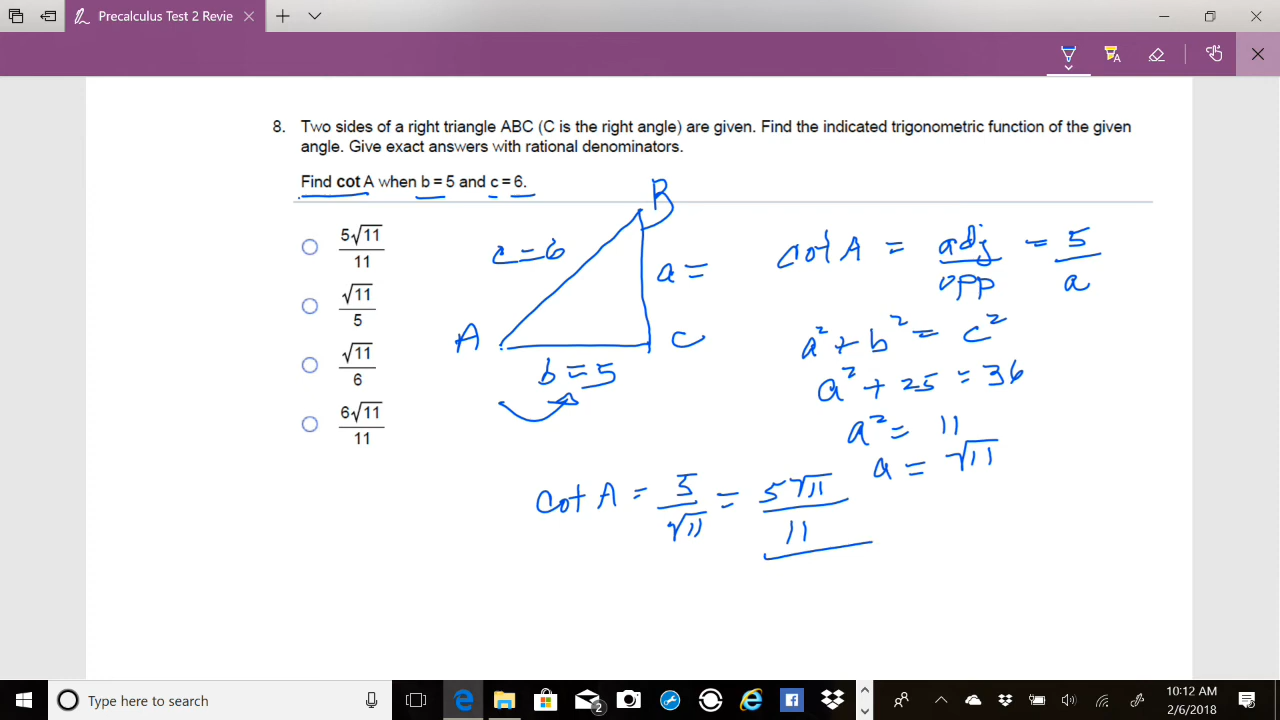 Precalculus Test 2 Revie
8. Two sides of a right triangle ABC (C is the right angle) are given. Find the indicated trigonometric function of the given
angle. Give exact answers with rational denominators.
Find cot A when b = 5 and c = 6.
5√11
11
√11
5
√11
6
6√11
11
B
c = 6
a =
A
C
b = 5
cot A = adj/opp = 5/a
a² + b² = c²
a² + 25 = 36
a² = 11
a = √11
cot A = 5/√11 = 5√11/11
Type here to search
2
10:12 AM
2/6/2018